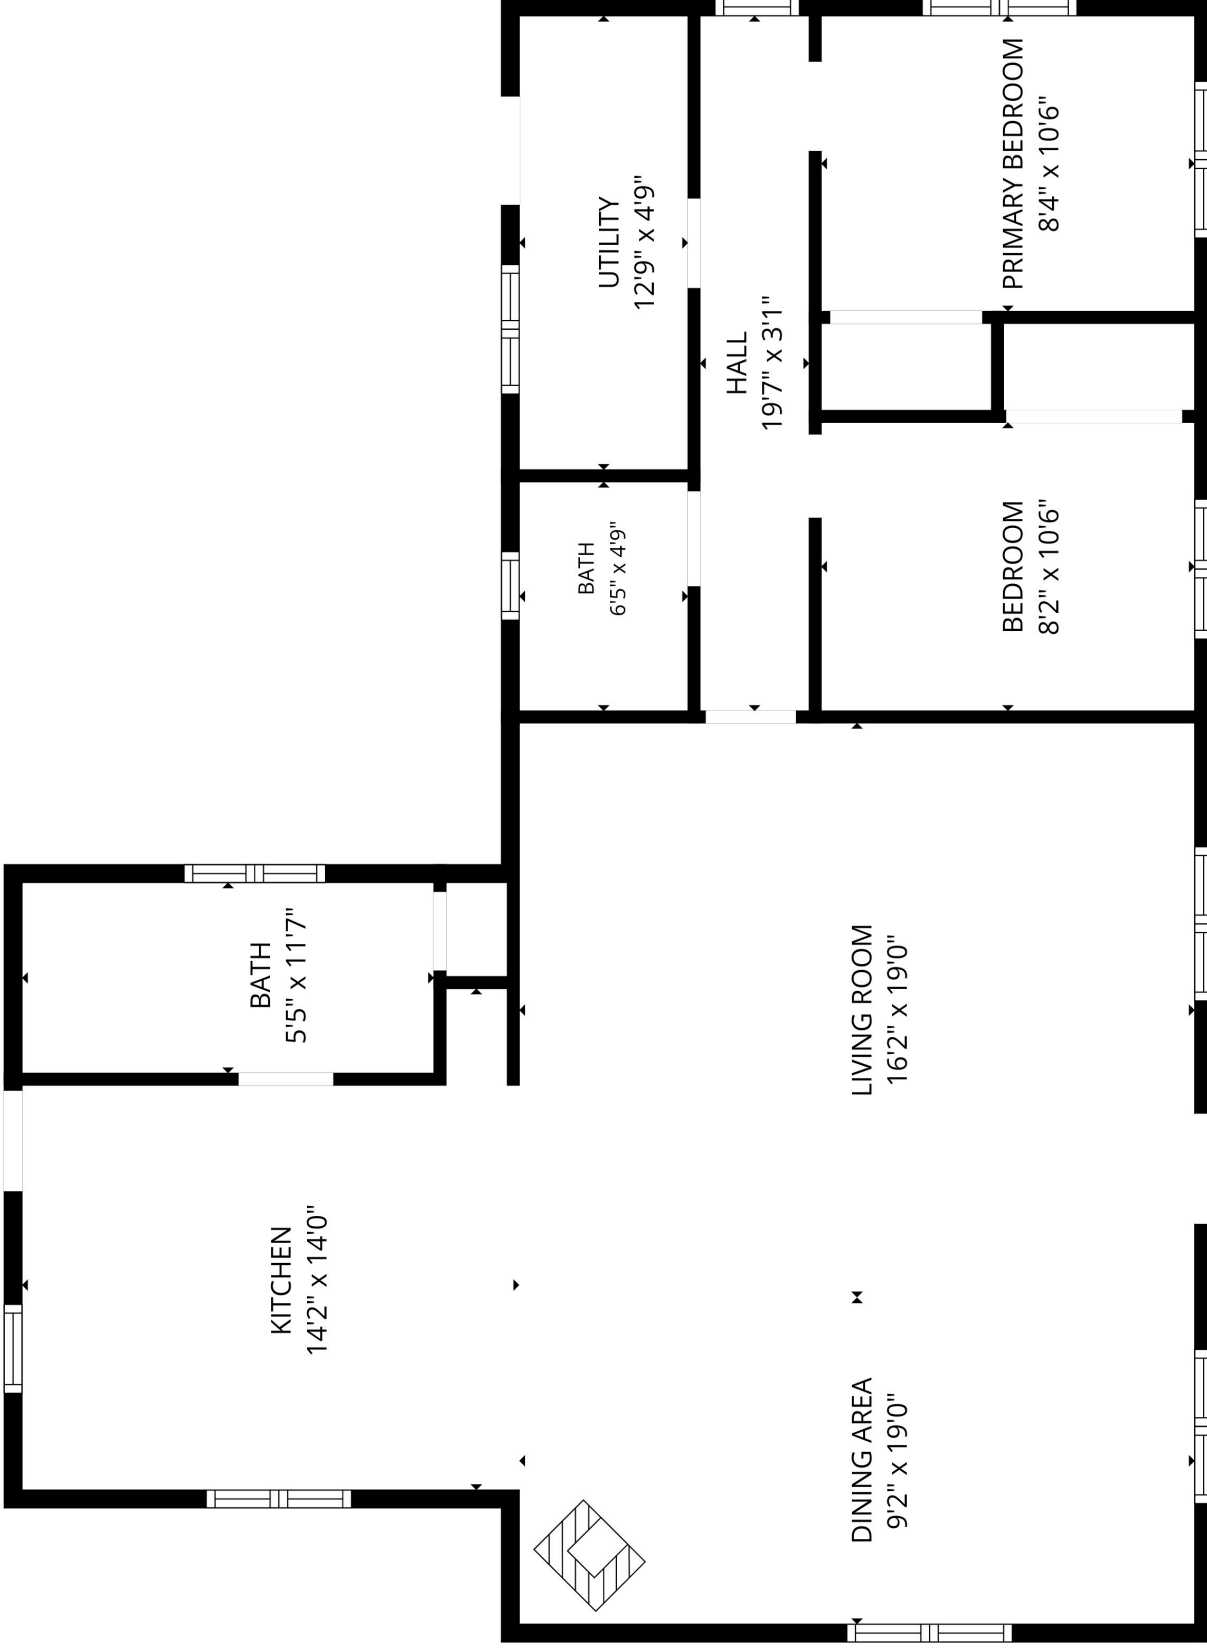 UTILITY
12'9" x 4'9"
HALL
19'7" x 3'1"
PRIMARY BEDROOM
8'4" x 10'6"
BATH
6'5" x 4'9"
BEDROOM
8'2" x 10'6"
BATH
5'5" x 11'7"
LIVING ROOM
16'2" x 19'0"
KITCHEN
14'2" x 14'0"
DINING AREA
9'2" x 19'0"